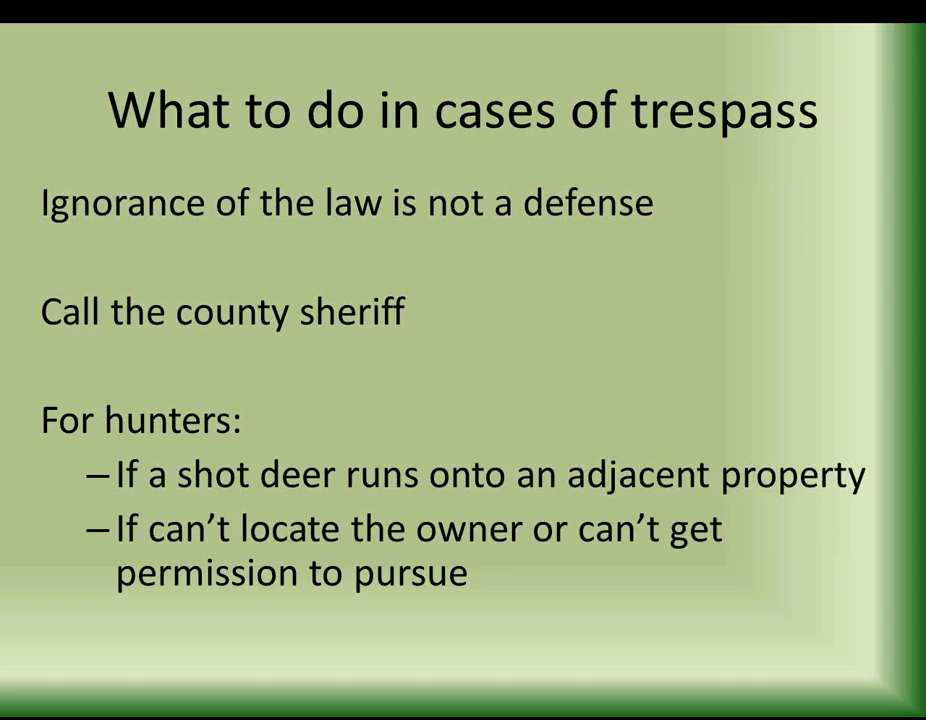 What to do in cases of trespass
Ignorance of the law is not a defense
Call the county sheriff
For hunters:
– If a shot deer runs onto an adjacent property
– If can’t locate the owner or can’t get
permission to pursue